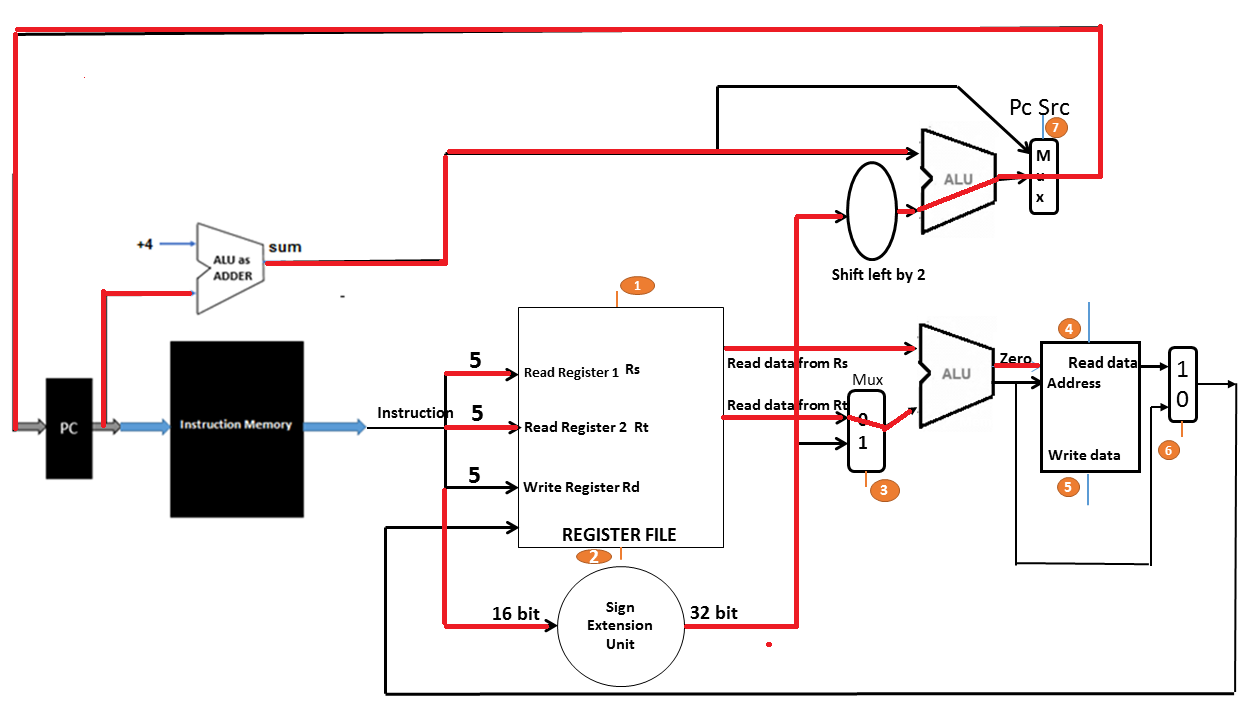 Pc Src
7
M
u
x
ALU
+4
sum
ALU as
ADDER
Shift left by 2
1
4
5
Read Register 1 Rs
Read data from Rs
Zero
Read data
1
Mux
ALU
Address
0
Instruction
5
Read data from Rt
0
PC
Instruction Memory
Read Register 2 Rt
1
Write data
6
5
Write Register Rd
3
5
REGISTER FILE
2
16 bit
Sign
Extension
Unit
32 bit